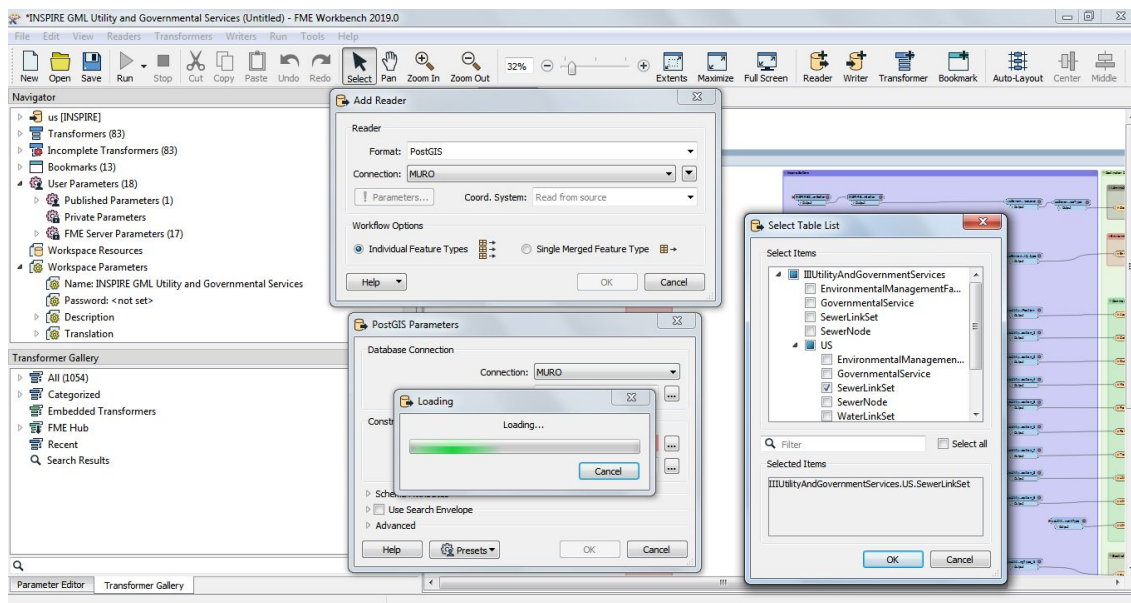 *INSPIRE GML Utility and Governmental Services (Untitled) - FME Workbench 2019.0
File Edit View Readers Transformers Writers Run Tools Help
New Open Save Run Stop Cut Copy Paste Undo Redo Select Pan Zoom In Zoom Out 32% Extents Maximize Full Screen Reader Writer Transformer Bookmark Auto-Layout Center Middle
Navigator
us [INSPIRE]
Transformers (83)
Incomplete Transformers (83)
Bookmarks (13)
User Parameters (18)
Published Parameters (1)
Private Parameters
FME Server Parameters (17)
Workspace Resources
Workspace Parameters
Name: INSPIRE GML Utility and Governmental Services
Password: <not set>
Description
Translation
Transformer Gallery
All (1054)
Categorized
Embedded Transformers
FME Hub
Recent
Search Results
Parameter Editor Transformer Gallery
Add Reader
Reader
Format: PostGIS
Connection: MURO
Parameters... Coord. System: Read from source
Workflow Options
Individual Feature Types Single Merged Feature Type
Help OK Cancel
PostGIS Parameters
Database Connection
Connection: MURO
Constr
Loading
Loading...
Cancel
Use Search Envelope
Advanced
Help Presets OK Cancel
Select Table List
Select Items
IIIUtilityAndGovernmentServices
EnvironmentalManagementFa...
GovernmentalService
SewerLinkSet
SewerNode
US
EnvironmentalManagemen...
GovernmentalService
SewerLinkSet
SewerNode
WaterLinkSet
Filter Select all
Selected Items
IIIUtilityAndGovernmentServices.US.SewerLinkSet
OK Cancel